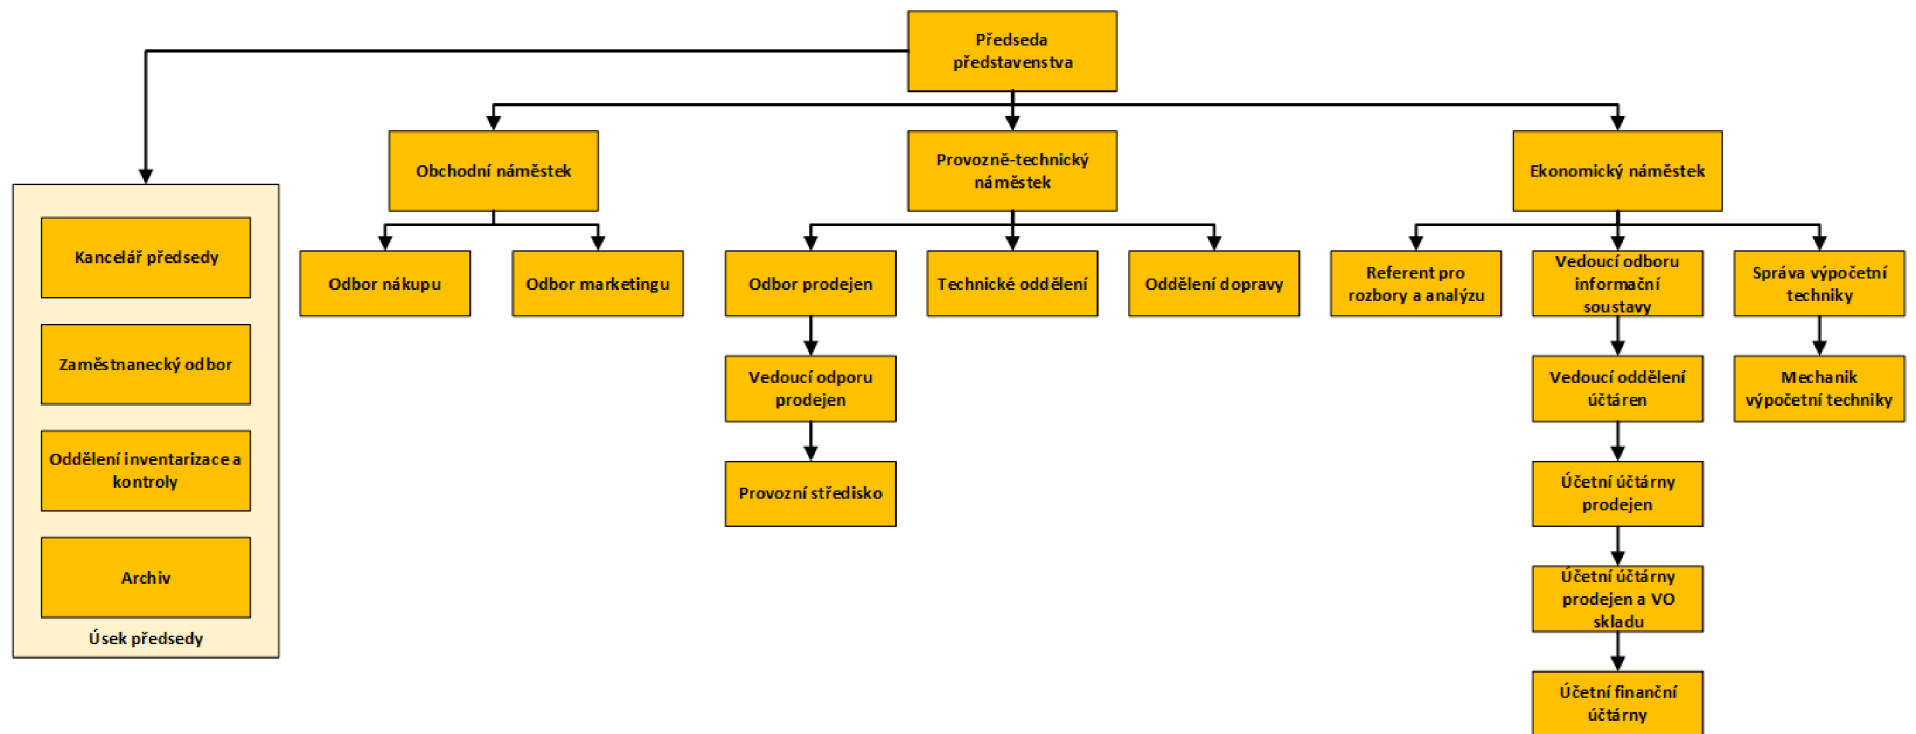 Předseda
představenstva
Obchodní náměstek
Provozně-technický
náměstek
Ekonomický náměstek
Kancelář předsedy
Zaměstnanecký odbor
Oddělení inventarizace a
kontroly
Archiv
Úsek předsedy
Odbor nákupu
Odbor marketingu
Odbor prodejen
Technické oddělení
Oddělení dopravy
Referent pro
rozbory a analýzu
Vedoucí odboru
informační
soustavy
Správa výpočetní
techniky
Vedoucí odporu
prodejen
Vedoucí oddělení
účtáren
Mechanik
výpočetní techniky
Provozní středisko
Účetní účtárny
prodejen
Účetní účtárny
prodejen a VO
skladu
Účetní finanční
účtárny